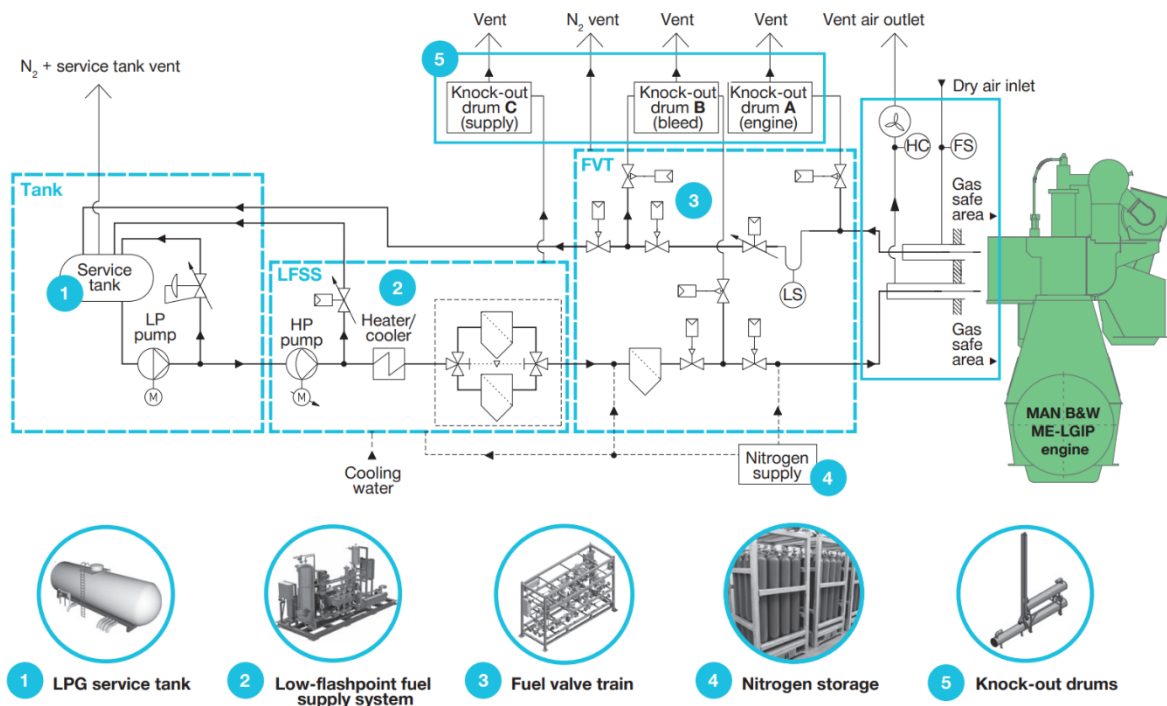 Vent
N₂ vent
Vent
Vent
Vent air outlet
N₂ + service tank vent
5
Knock-out
drum C
(supply)
Knock-out
drum B
(bleed)
Knock-out
drum A
(engine)
Dry air inlet
HC
FS
Tank
FVT
3
Gas
safe
area
Service
tank
1
LFSS
2
LS
LP
pump
HP
pump
Heater/
cooler
M
M
Gas
safe
area
MAN B&W
ME-LGIP
engine
Cooling
water
Nitrogen
supply
4
1 LPG service tank
2 Low-flashpoint fuel
supply system
3 Fuel valve train
4 Nitrogen storage
5 Knock-out drums